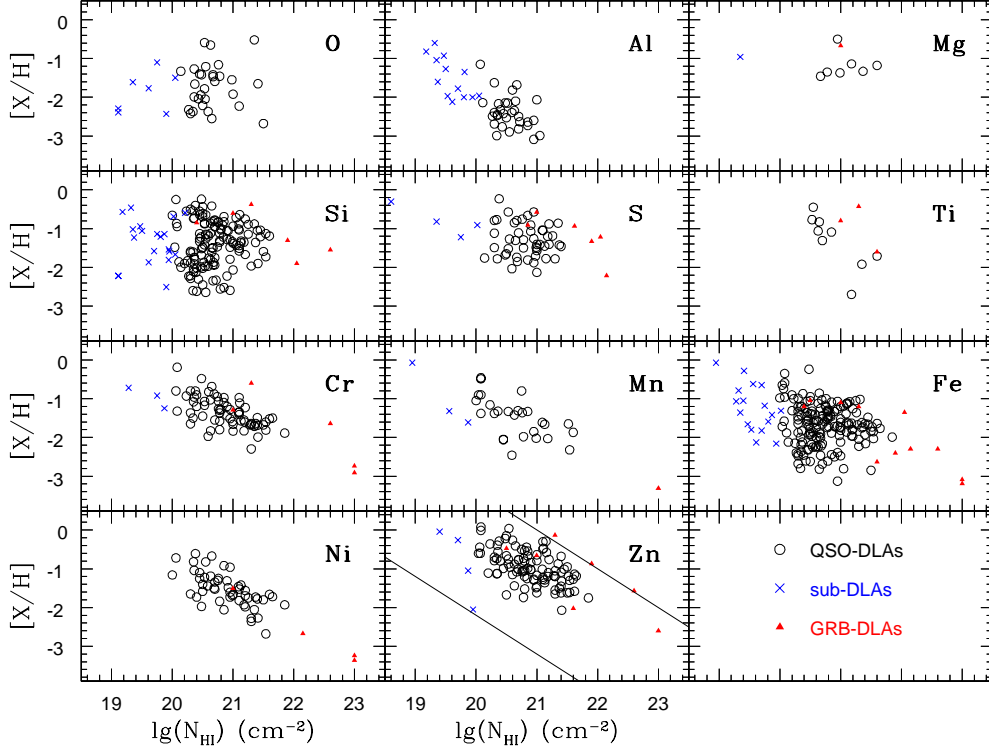 0 O Al Mg
[X/H] -1
-2
-3
0 Si S Ti
[X/H] -1
-2
-3
0 Cr Mn Fe
[X/H] -1
-2
-3
0 Ni Zn
[X/H] -1 QSO-DLAs
-2 sub-DLAs
-3 GRB-DLAs
19 20 21 22 23 19 20 21 22 23
lg(N_HI) (cm⁻²) lg(N_HI) (cm⁻²)